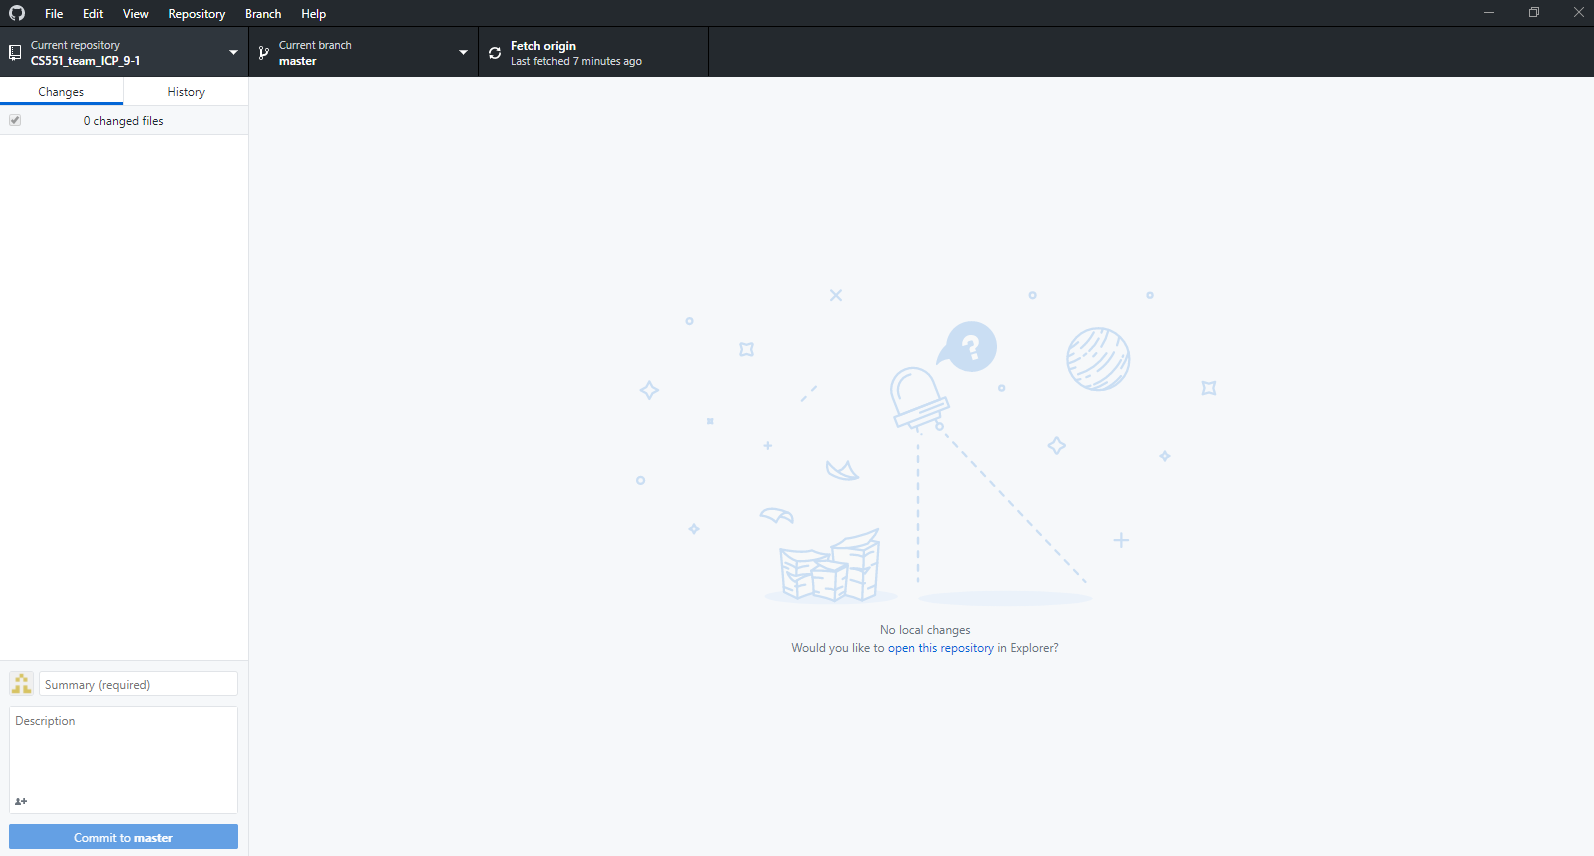 File Edit View Repository Branch Help
Current repository
CS551_team_ICP_9-1
Current branch
master
Fetch origin
Last fetched 7 minutes ago
Changes
History
0 changed files
?
No local changes
Would you like to open this repository in Explorer?
Summary (required)
Description
Commit to master